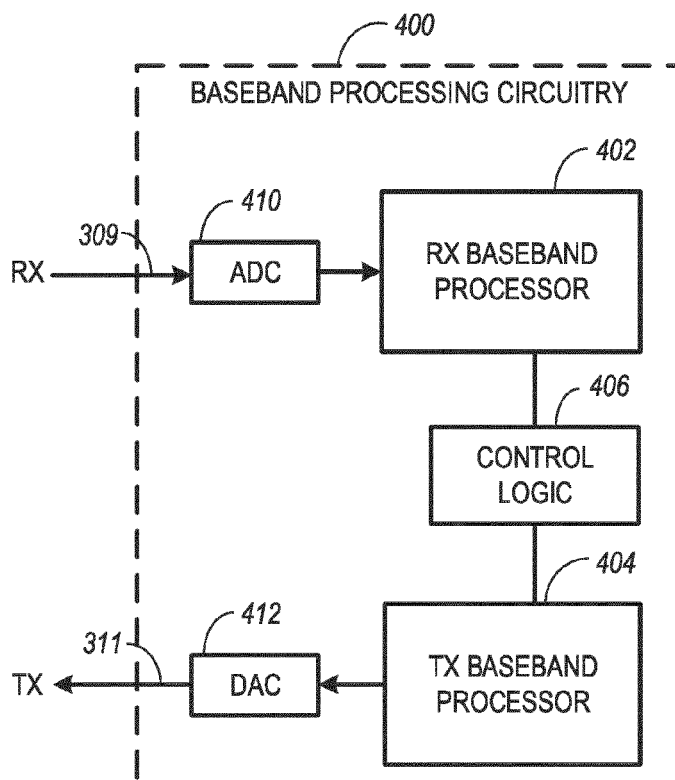 400
BASEBAND PROCESSING CIRCUITRY
402
410
309
RX
ADC
RX BASEBAND
PROCESSOR
406
CONTROL
LOGIC
404
412
311
TX
DAC
TX BASEBAND
PROCESSOR